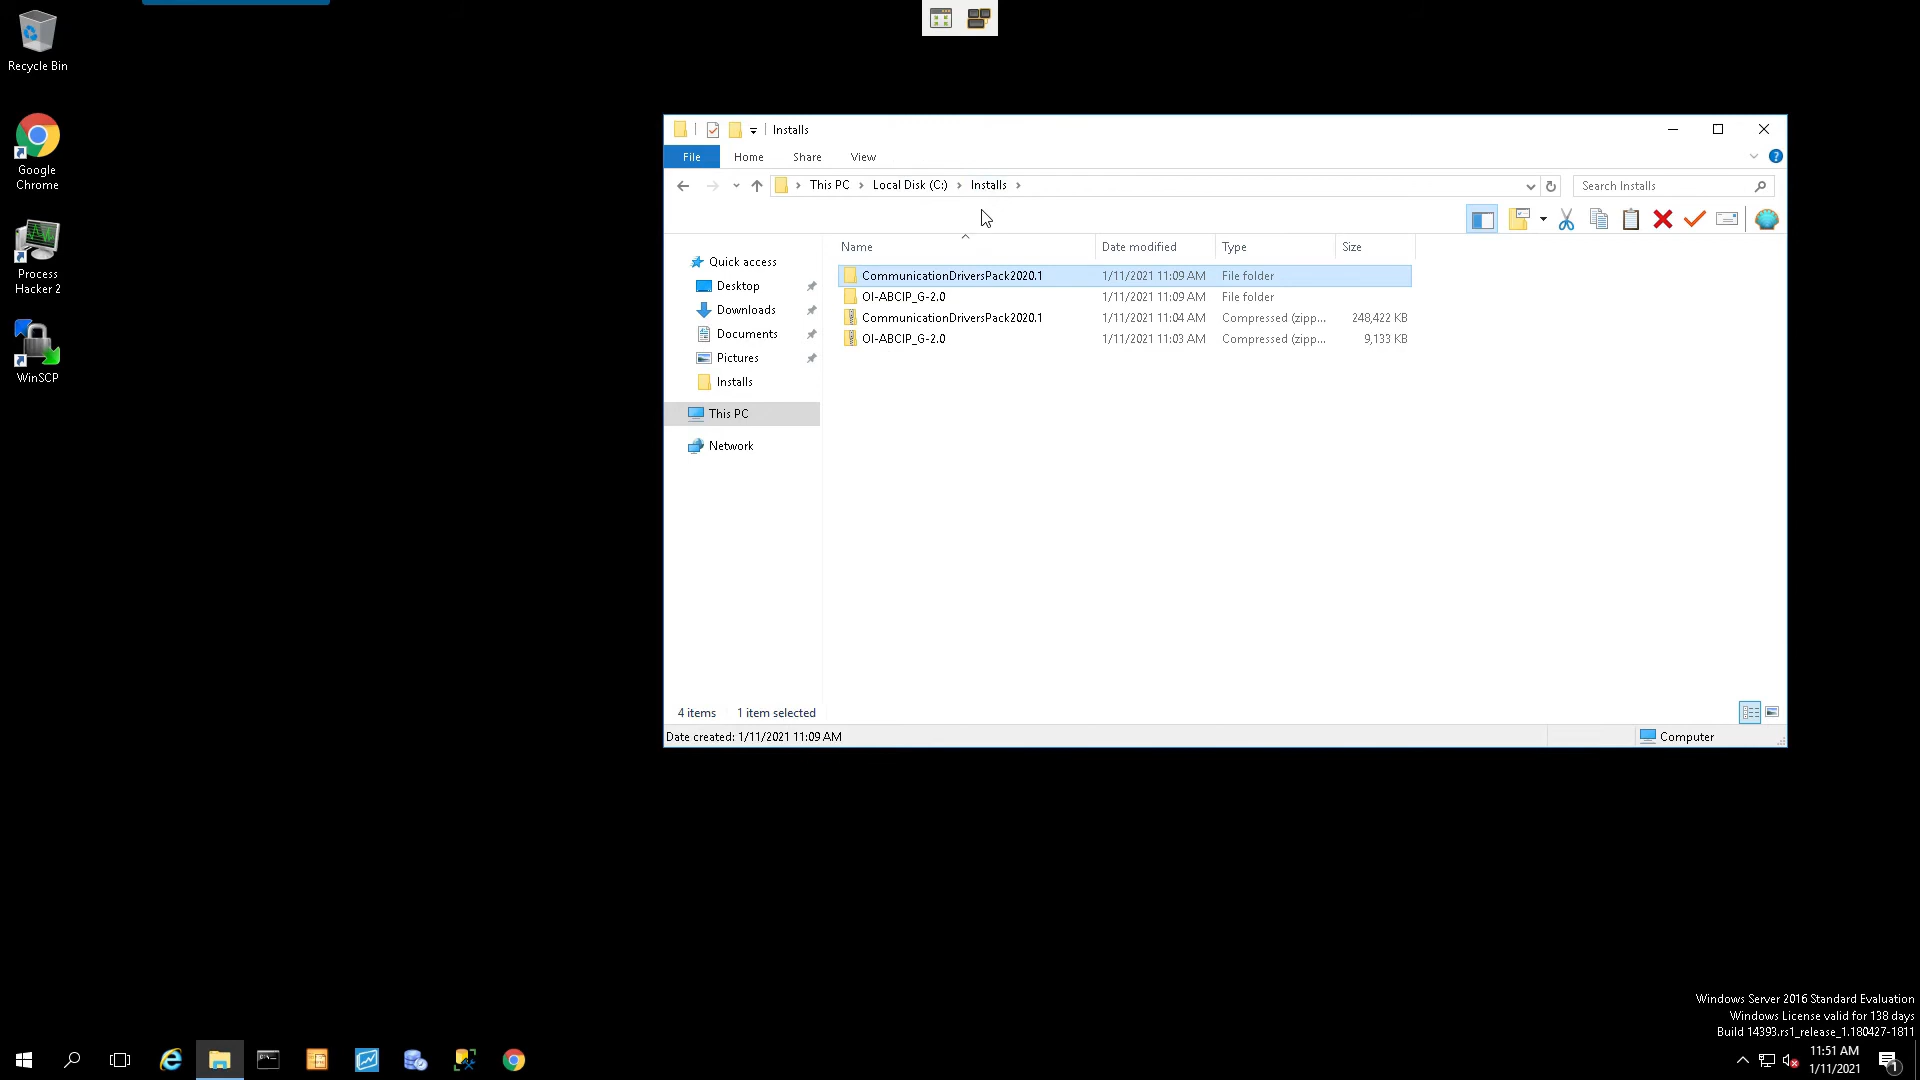 Recycle Bin
Google
Chrome
Process
Hacker 2
WinSCP
Installs
File Home Share View
This PC Local Disk (C:) Installs
Search Installs
Name Date modified Type Size
Quick access
Desktop
Downloads
Documents
Pictures
Installs
This PC
Network
CommunicationDriversPack2020.1 1/11/2021 11:09 AM File folder
OI-ABCIP_G-2.0 1/11/2021 11:09 AM File folder
CommunicationDriversPack2020.1 1/11/2021 11:04 AM Compressed (zipp... 248,422 KB
OI-ABCIP_G-2.0 1/11/2021 11:03 AM Compressed (zipp... 9,133 KB
4 items 1 item selected
Date created: 1/11/2021 11:09 AM
Computer
Windows Server 2016 Standard Evaluation
Windows License valid for 138 days
Build 14393.rs1_release_1.180427-1811
11:51 AM
1/11/2021
1